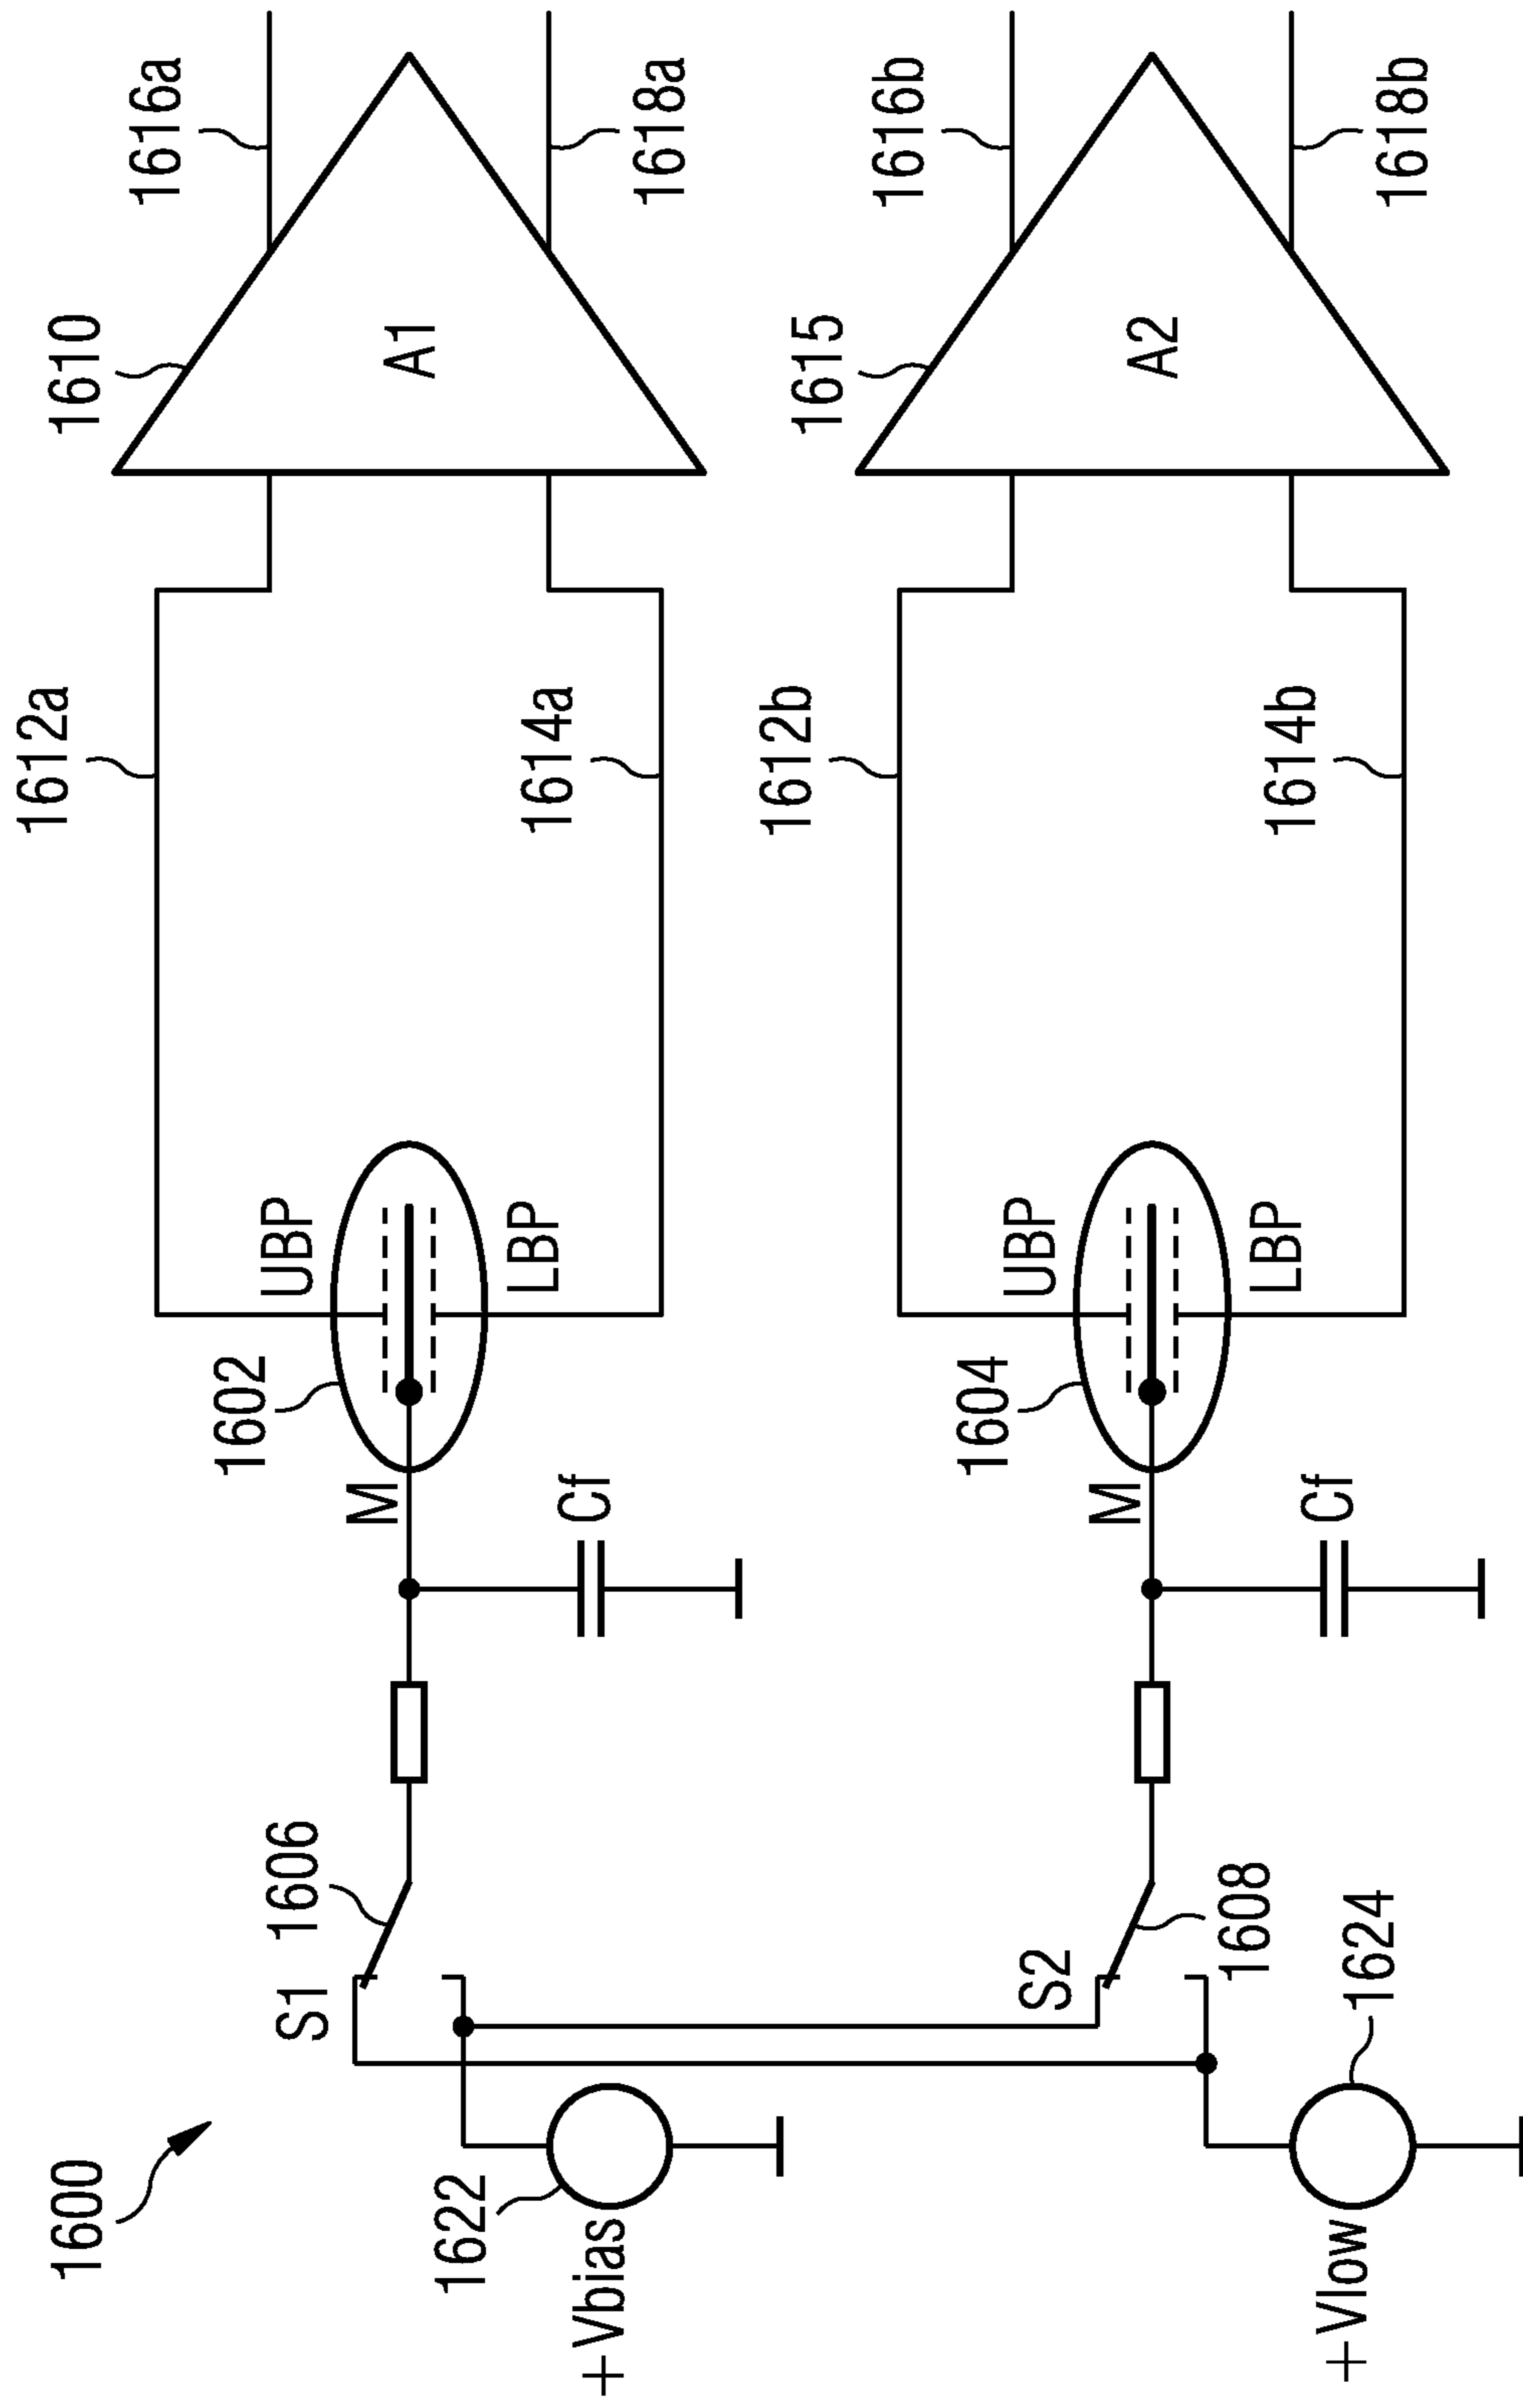 1600
1622
+Vbias
S1
1606
M
Cf
1602
UBP
LBP
1612a
1614a
1610
A1
1616a
1618a
+Vlow
1624
S2
1608
M
Cf
1604
UBP
LBP
1612b
1614b
1615
A2
1616b
1618b